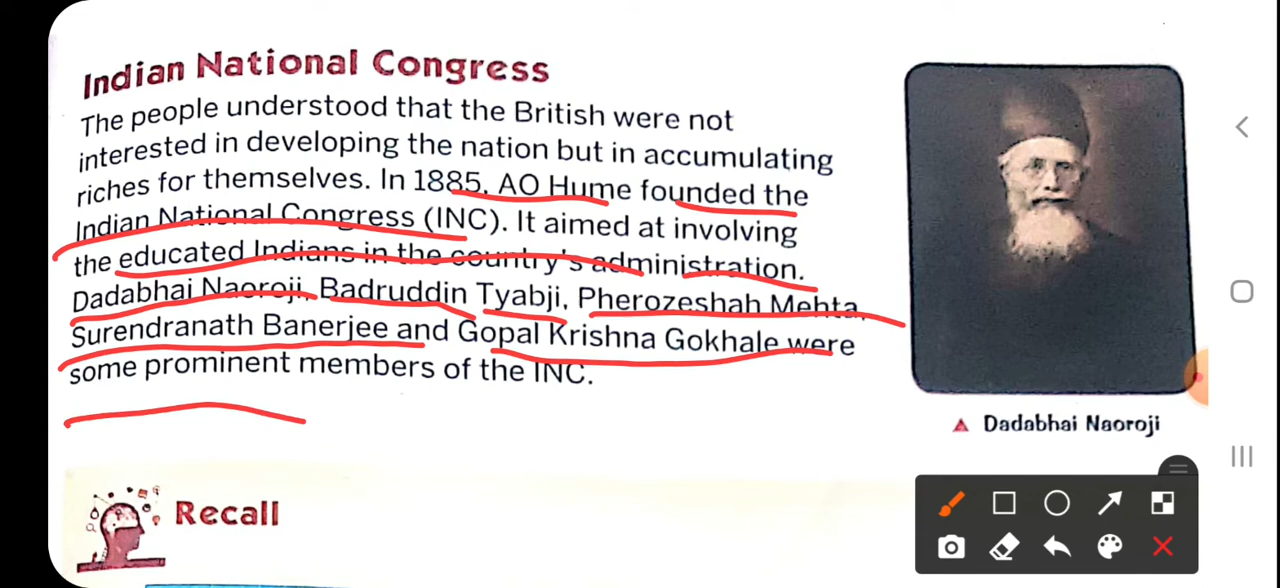 Indian National Congress
The people understood that the British were not
interested in developing the nation but in accumulating
riches for themselves. In 1885, AO Hume founded the
Indian National Congress (INC). It aimed at involving
the educated Indians in the country's administration.
Dadabhai Naoroji, Badruddin Tyabji, Pherozeshah Mehta,
Surendranath Banerjee and Gopal Krishna Gokhale were
some prominent members of the INC.
Dadabhai Naoroji
Recall